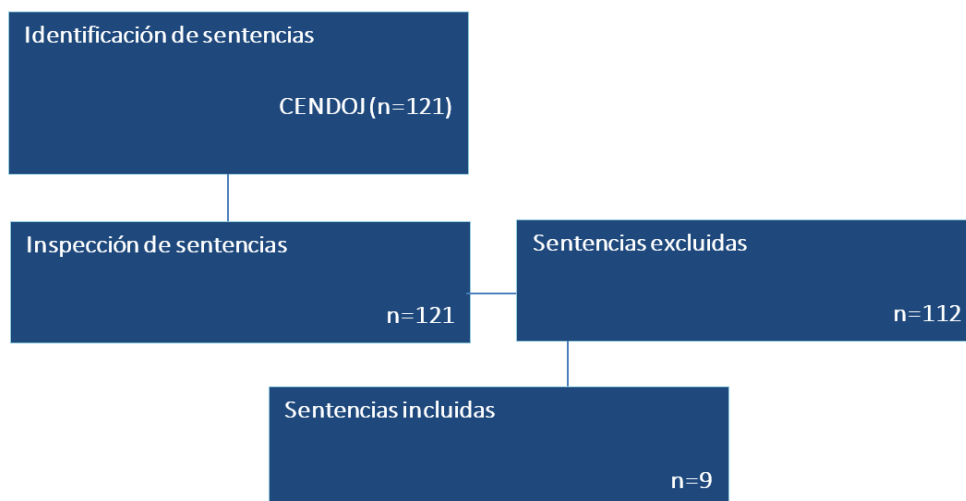 Identificación de sentencias
CENDOJ (n=121)
Inspección de sentencias
n=121
Sentencias excluidas
n=112
Sentencias incluidas
n=9